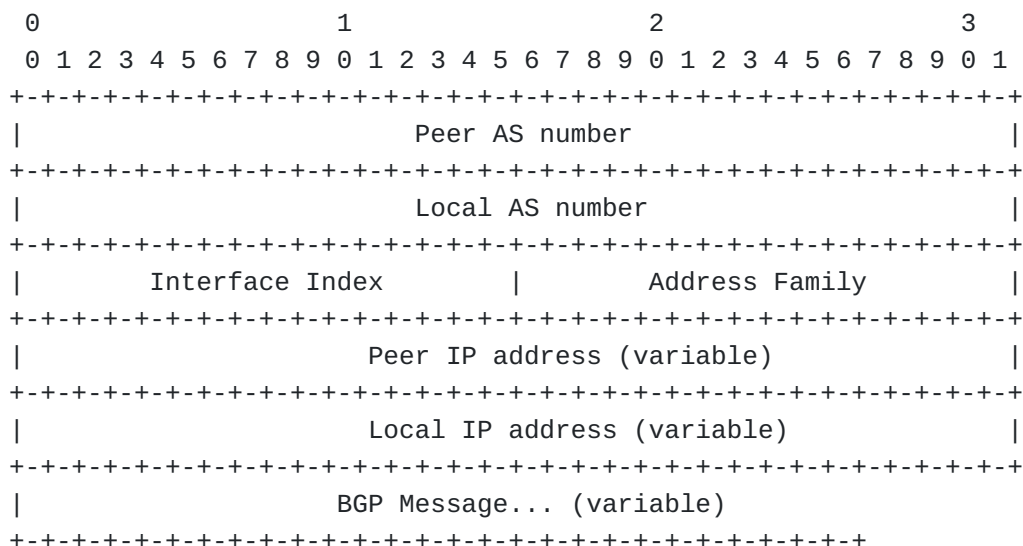 0                   1                   2                   3
 0 1 2 3 4 5 6 7 8 9 0 1 2 3 4 5 6 7 8 9 0 1 2 3 4 5 6 7 8 9 0 1
+-+-+-+-+-+-+-+-+-+-+-+-+-+-+-+-+-+-+-+-+-+-+-+-+-+-+-+-+-+-+-+-+
|                         Peer AS number                        |
+-+-+-+-+-+-+-+-+-+-+-+-+-+-+-+-+-+-+-+-+-+-+-+-+-+-+-+-+-+-+-+-+
|                         Local AS number                       |
+-+-+-+-+-+-+-+-+-+-+-+-+-+-+-+-+-+-+-+-+-+-+-+-+-+-+-+-+-+-+-+-+
|        Interface Index        |        Address Family         |
+-+-+-+-+-+-+-+-+-+-+-+-+-+-+-+-+-+-+-+-+-+-+-+-+-+-+-+-+-+-+-+-+
|                      Peer IP address (variable)               |
+-+-+-+-+-+-+-+-+-+-+-+-+-+-+-+-+-+-+-+-+-+-+-+-+-+-+-+-+-+-+-+-+
|                      Local IP address (variable)              |
+-+-+-+-+-+-+-+-+-+-+-+-+-+-+-+-+-+-+-+-+-+-+-+-+-+-+-+-+-+-+-+-+
|                    BGP Message... (variable)
+-+-+-+-+-+-+-+-+-+-+-+-+-+-+-+-+-+-+-+-+-+-+-+-+-+-+-+